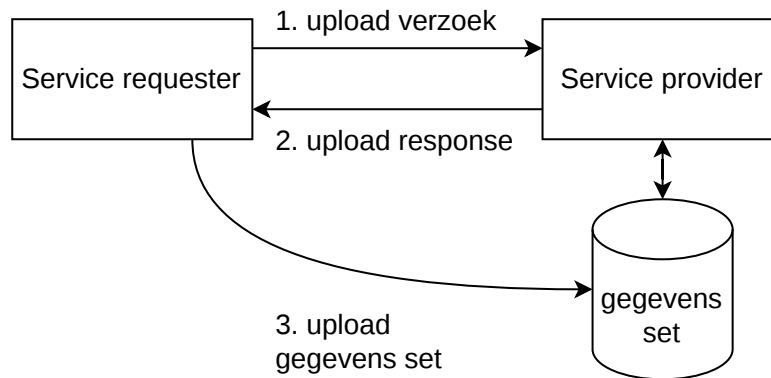 1. upload verzoek
Service requester
Service provider
2. upload response
gegevens
set
3. upload
gegevens set